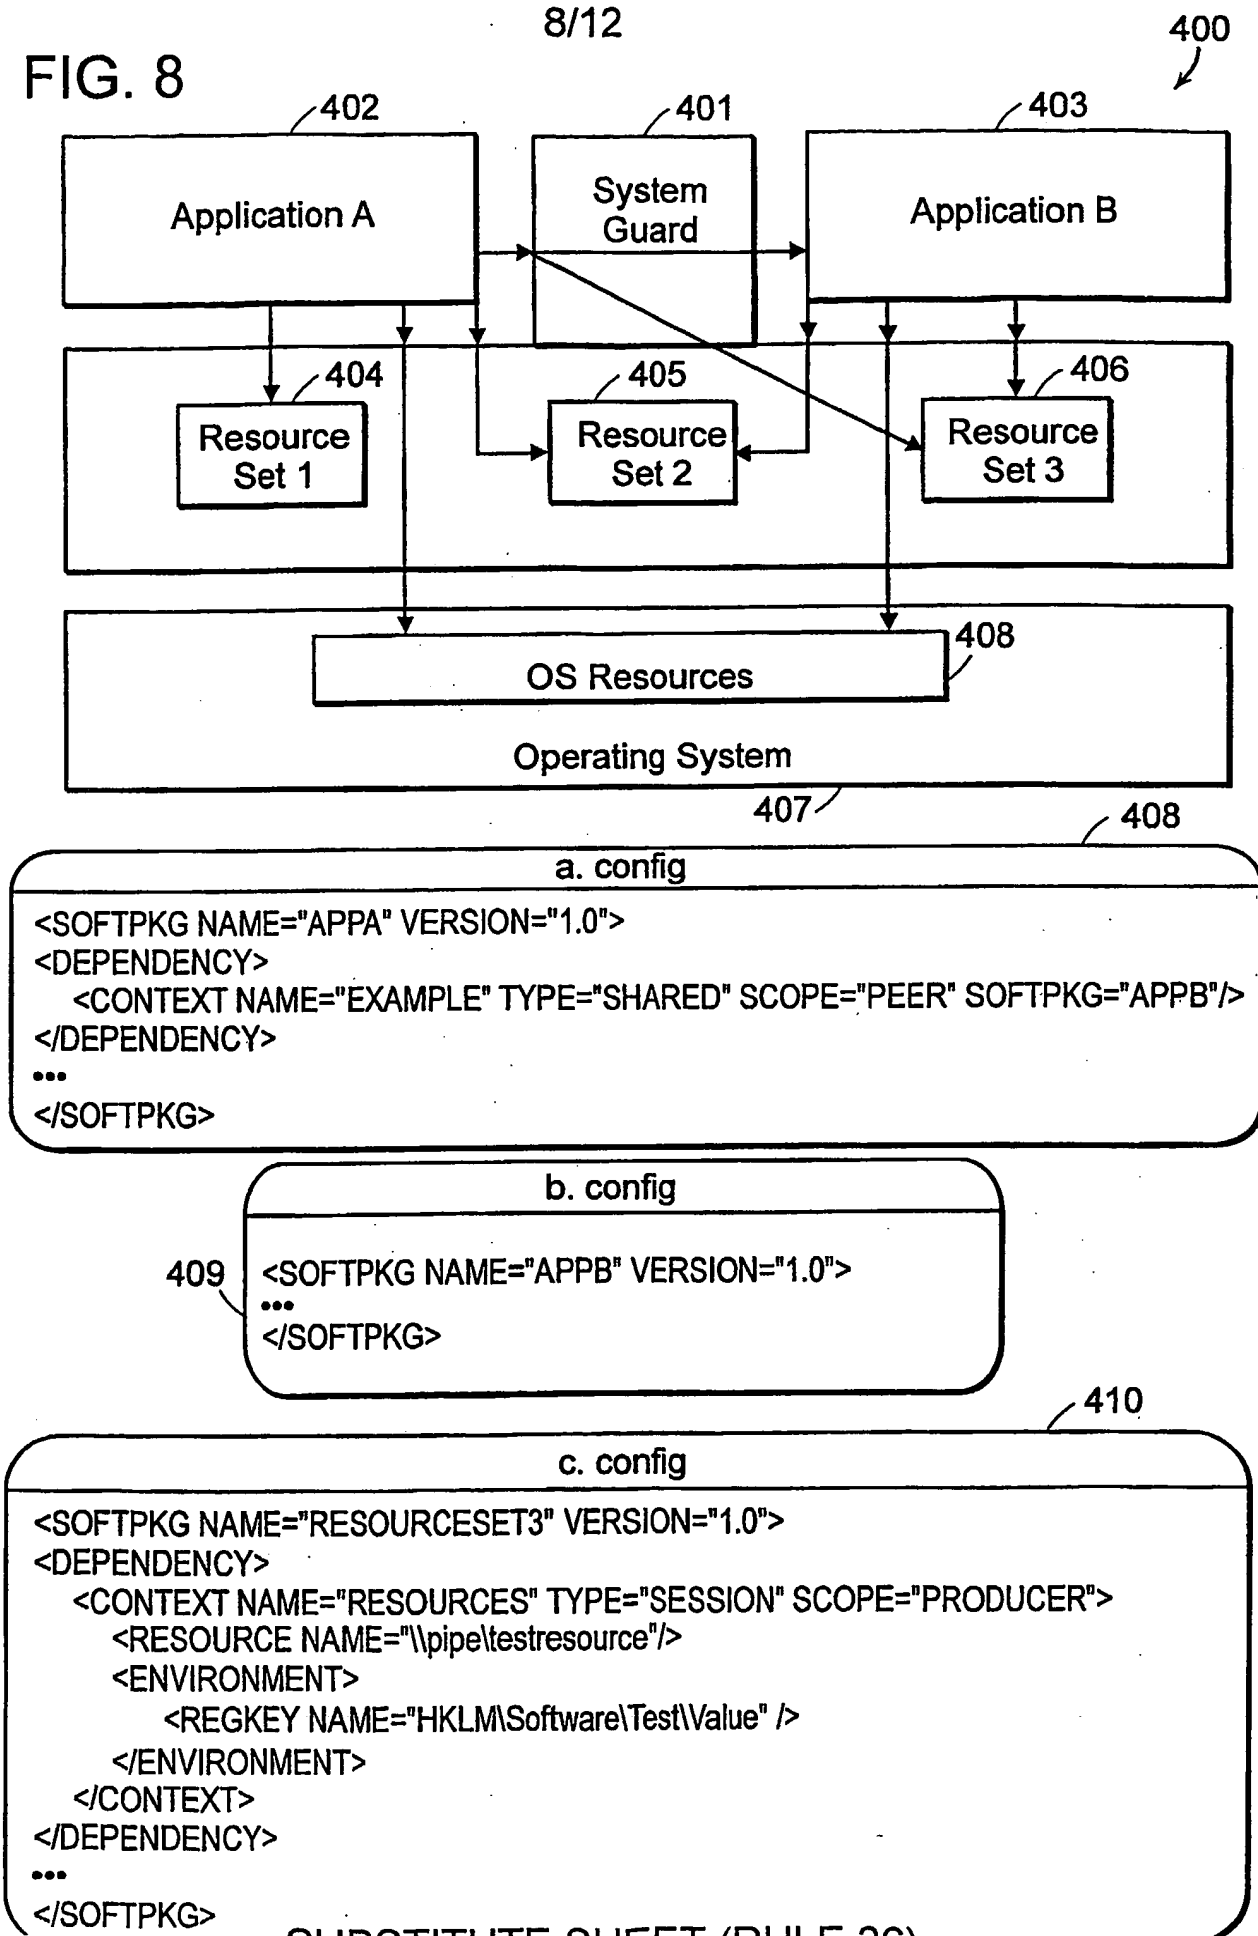 8/12
400
FIG. 8
402
401
403
Application A
System
Guard
Application B
404
405
406
Resource
Set 1
Resource
Set 2
Resource
Set 3
408
OS Resources
Operating System
407
408
a. config
<SOFTPKG NAME="APPA" VERSION="1.0">
<DEPENDENCY>
<CONTEXT NAME="EXAMPLE" TYPE="SHARED" SCOPE="PEER" SOFTPKG="APPB"/>
</DEPENDENCY>
•••
</SOFTPKG>
b. config
409
<SOFTPKG NAME="APPB" VERSION="1.0">
•••
</SOFTPKG>
410
c. config
<SOFTPKG NAME="RESOURCESET3" VERSION="1.0">
<DEPENDENCY>
<CONTEXT NAME="RESOURCES" TYPE="SESSION" SCOPE="PRODUCER">
<RESOURCE NAME="\\pipe\testresource"/>
<ENVIRONMENT>
<REGKEY NAME="HKLM\Software\Test\Value" />
</ENVIRONMENT>
</CONTEXT>
</DEPENDENCY>
•••
</SOFTPKG>
SUBSTITUTE SHEET (RULE 26)